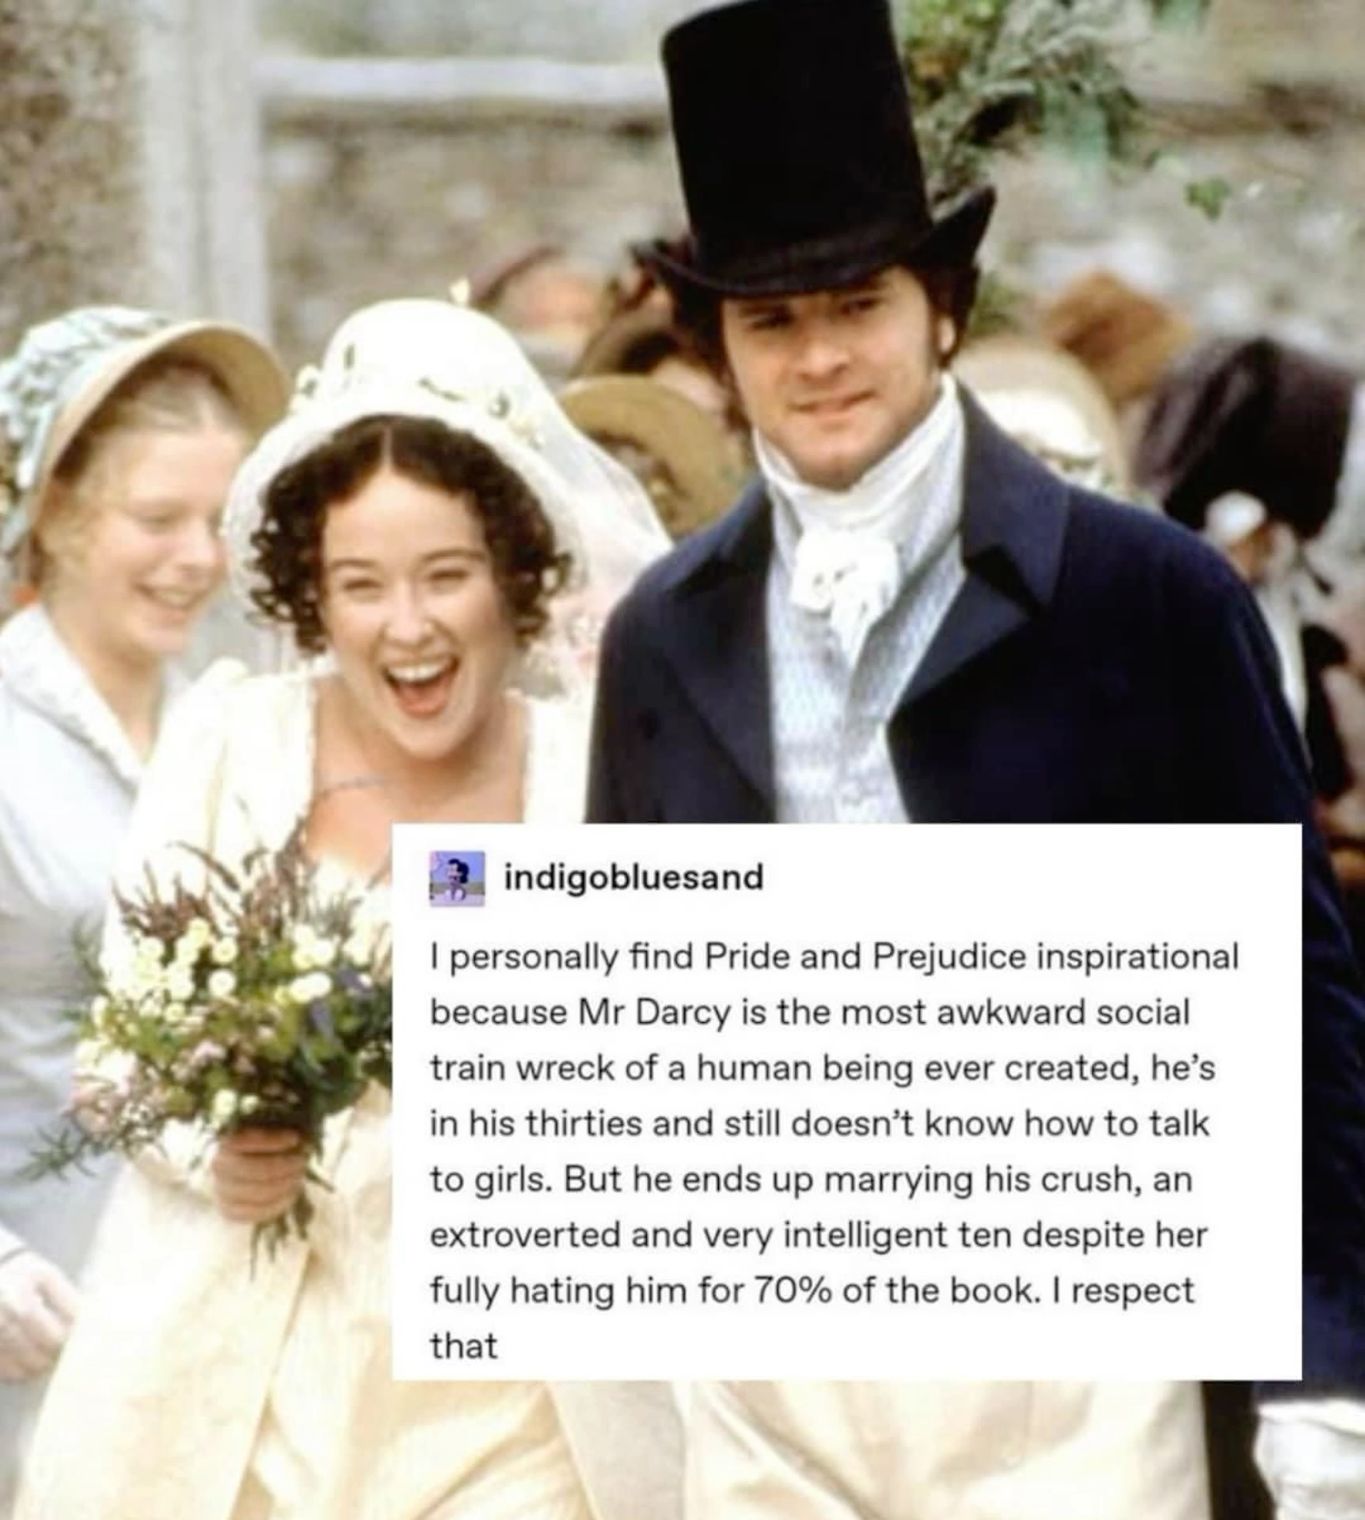 indigobluesand
I personally find Pride and Prejudice inspirational
because Mr Darcy is the most awkward social
train wreck of a human being ever created, he’s
in his thirties and still doesn’t know how to talk
to girls. But he ends up marrying his crush, an
extroverted and very intelligent ten despite her
fully hating him for 70% of the book. I respect
that